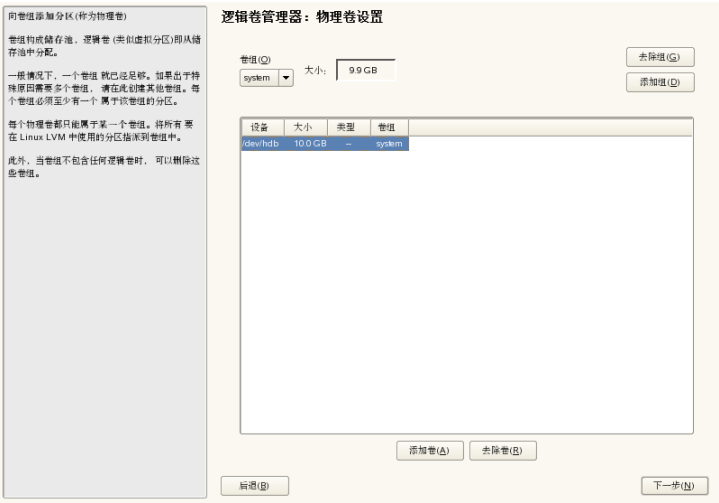 向卷组添加分区(称为物理卷)
卷组构成储存池，逻辑卷 (类似虚拟分区)即从储
存池中分配。
一般情况下，一个卷组 就已经足够。如果出于特
殊原因需要多个卷组， 请在此创建其他卷组。每
个卷组必须至少有一个 属于该卷组的分区。
每个物理卷都只能属于某一个卷组。将所有 要
在 Linux LVM 中使用的分区指派到卷组中。
此外，当卷组不包含任何逻辑卷时， 可以删除这
些卷组。
逻辑卷管理器：物理卷设置
卷组(O)
system
大小:
9.9 GB
去除组(G)
添加组(D)
设备 大小 类型 卷组
/dev/hdb 10.0 GB -- system
添加卷(A) 去除卷(R)
后退(B) 下一步(N)